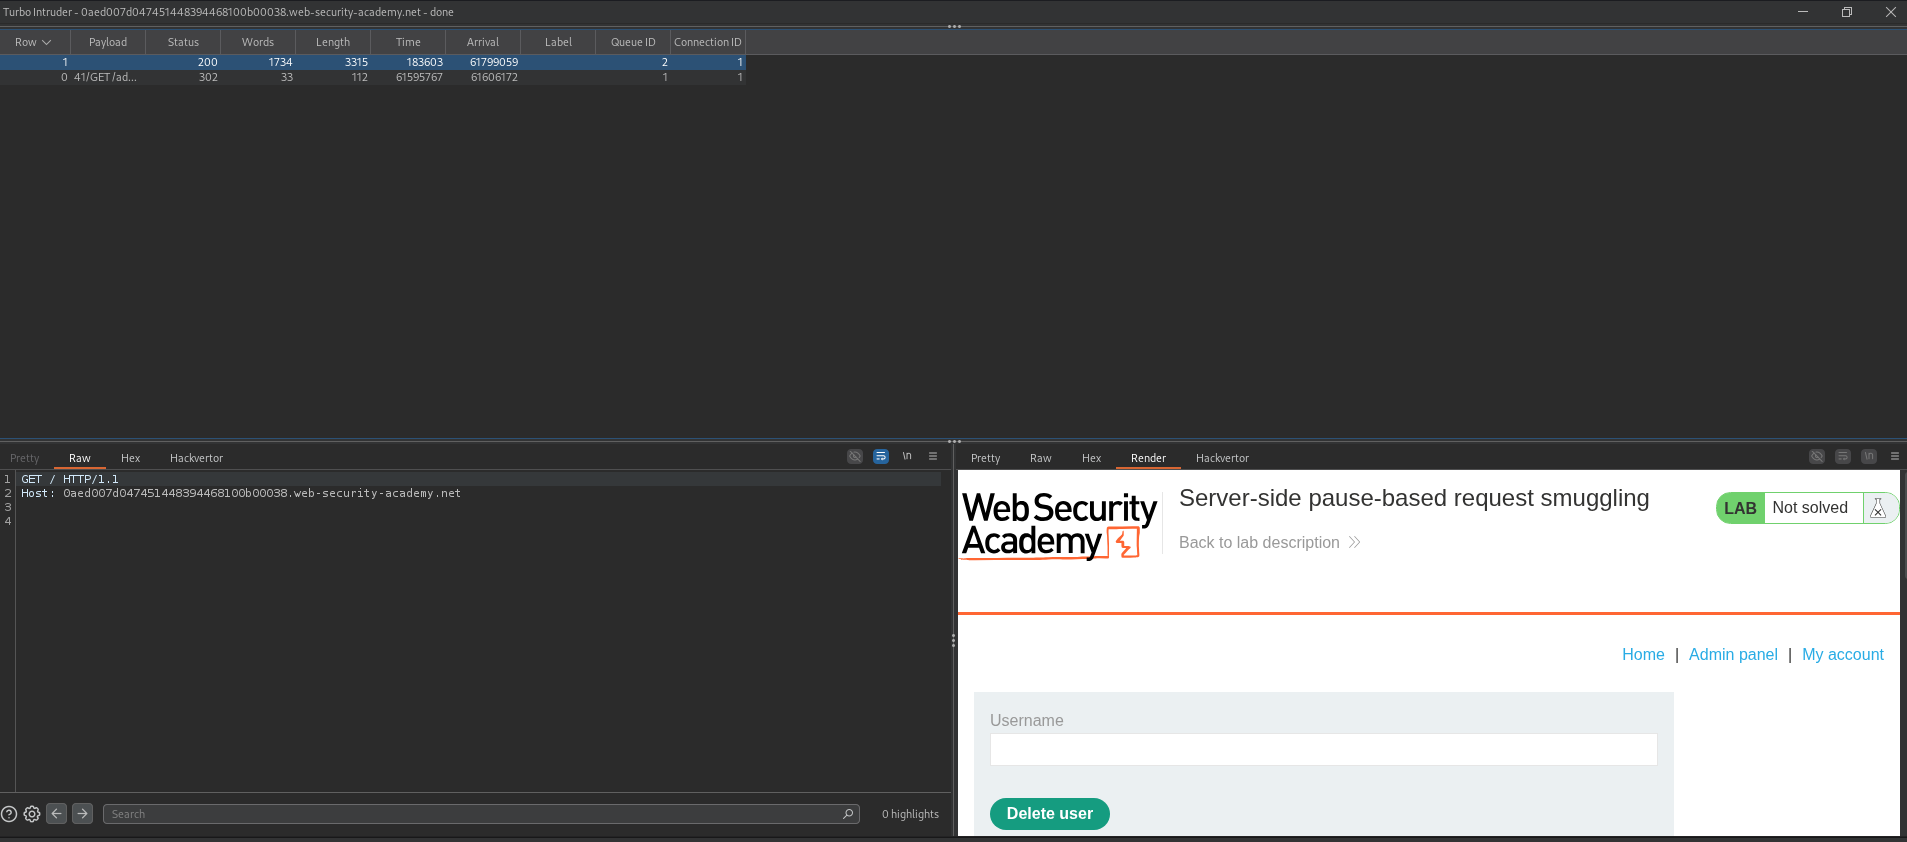 Turbo Intruder - 0aed007d047451448394468100b00038.web-security-academy.net - done
Row Payload Status Words Length Time Arrival Label Queue ID Connection ID
1 200 1734 3315 183603 61799059 2 1
0 41/GET /ad... 302 33 112 61595767 61606172 1 1
Pretty Raw Hex Hackvertor \n
1 GET / HTTP/1.1
2 Host: 0aed007d047451448394468100b00038.web-security-academy.net
3
4
Search 0 highlights
Pretty Raw Hex Render Hackvertor \n
Web Security
Academy
Server-side pause-based request smuggling
Back to lab description
LAB Not solved
Home | Admin panel | My account
Username
Delete user